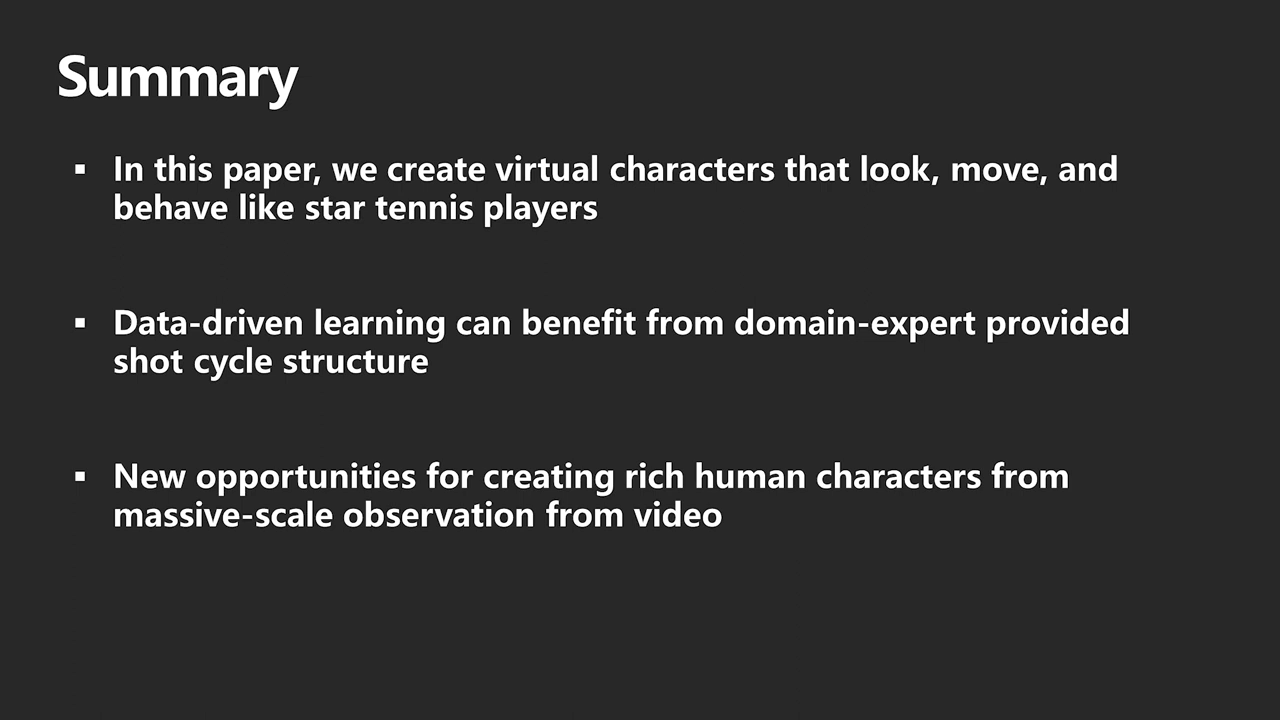 Summary
▪ In this paper, we create virtual characters that look, move, and
behave like star tennis players
▪ Data-driven learning can benefit from domain-expert provided
shot cycle structure
▪ New opportunities for creating rich human characters from
massive-scale observation from video